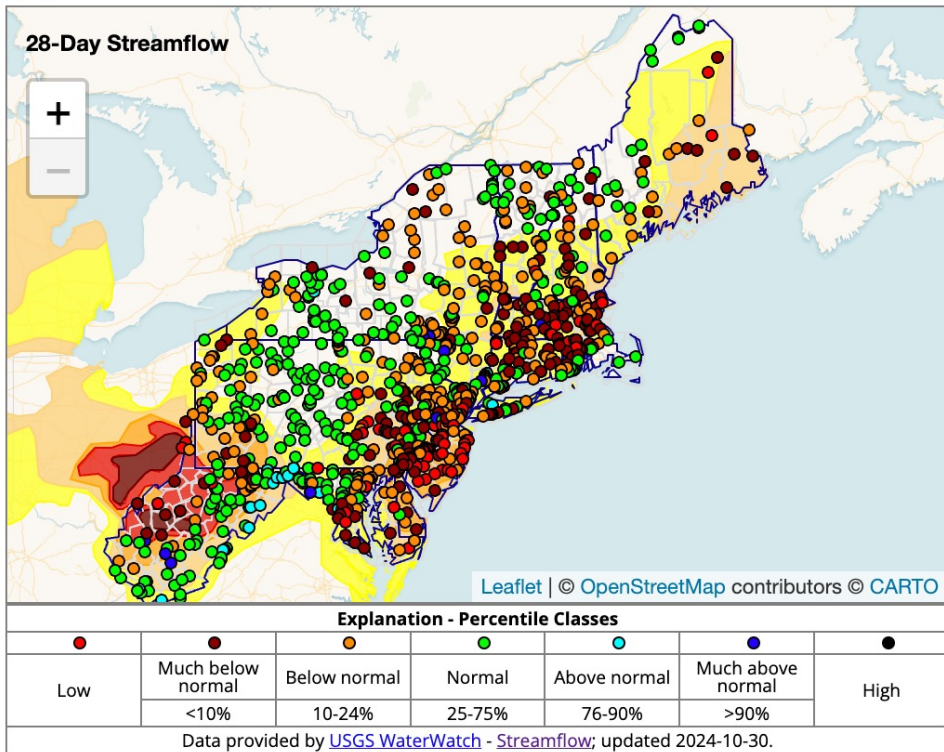 28-Day Streamflow
+
−
Leaflet | © OpenStreetMap contributors © CARTO
Explanation - Percentile Classes
Low
Much below
normal
<10%
Below normal
10-24%
Normal
25-75%
Above normal
76-90%
Much above
normal
>90%
High
Data provided by USGS WaterWatch - Streamflow; updated 2024-10-30.